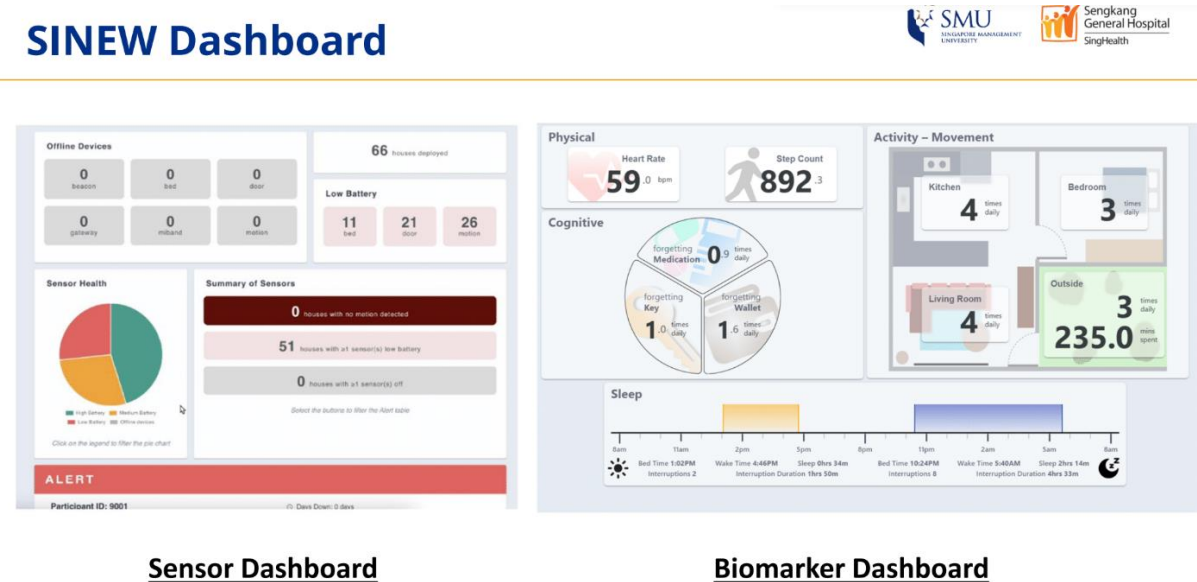 SINEW Dashboard
SMU
SINGAPORE MANAGEMENT
UNIVERSITY
Sengkang
General Hospital
SingHealth
Offline Devices
0
beacon
0
bed
0
door
0
gateway
0
miband
0
motion
66 houses deployed
Low Battery
11
bed
21
door
26
motion
Sensor Health
High Battery
Medium Battery
Low Battery
Offline devices
Click on the legend to filter the pie chart
Summary of Sensors
0 houses with no motion detected
51 houses with ≥1 sensor(s) low battery
0 houses with ≥1 sensor(s) off
Select the buttons to filter the Alert table
ALERT
Participant ID: 9001
Days Down: 0 days
Physical
Heart Rate
59.0 bpm
Step Count
892.3
Cognitive
forgetting
Medication
0.9 times
daily
forgetting
Key
1.0 times
daily
forgetting
Wallet
1.6 times
daily
Activity – Movement
Kitchen
4 times
daily
Bedroom
3 times
daily
Living Room
4 times
daily
Outside
3 times
daily
235.0 mins
spent
Sleep
8am 11am 2pm 5pm 8pm 11pm 2am 5am 8am
Bed Time 1:02PM Wake Time 4:46PM Sleep 0hrs 34m
Interruptions 2 Interruption Duration 1hrs 50m
Bed Time 10:24PM Wake Time 5:40AM Sleep 2hrs 14m
Interruptions 8 Interruption Duration 4hrs 33m
Sensor Dashboard
Biomarker Dashboard